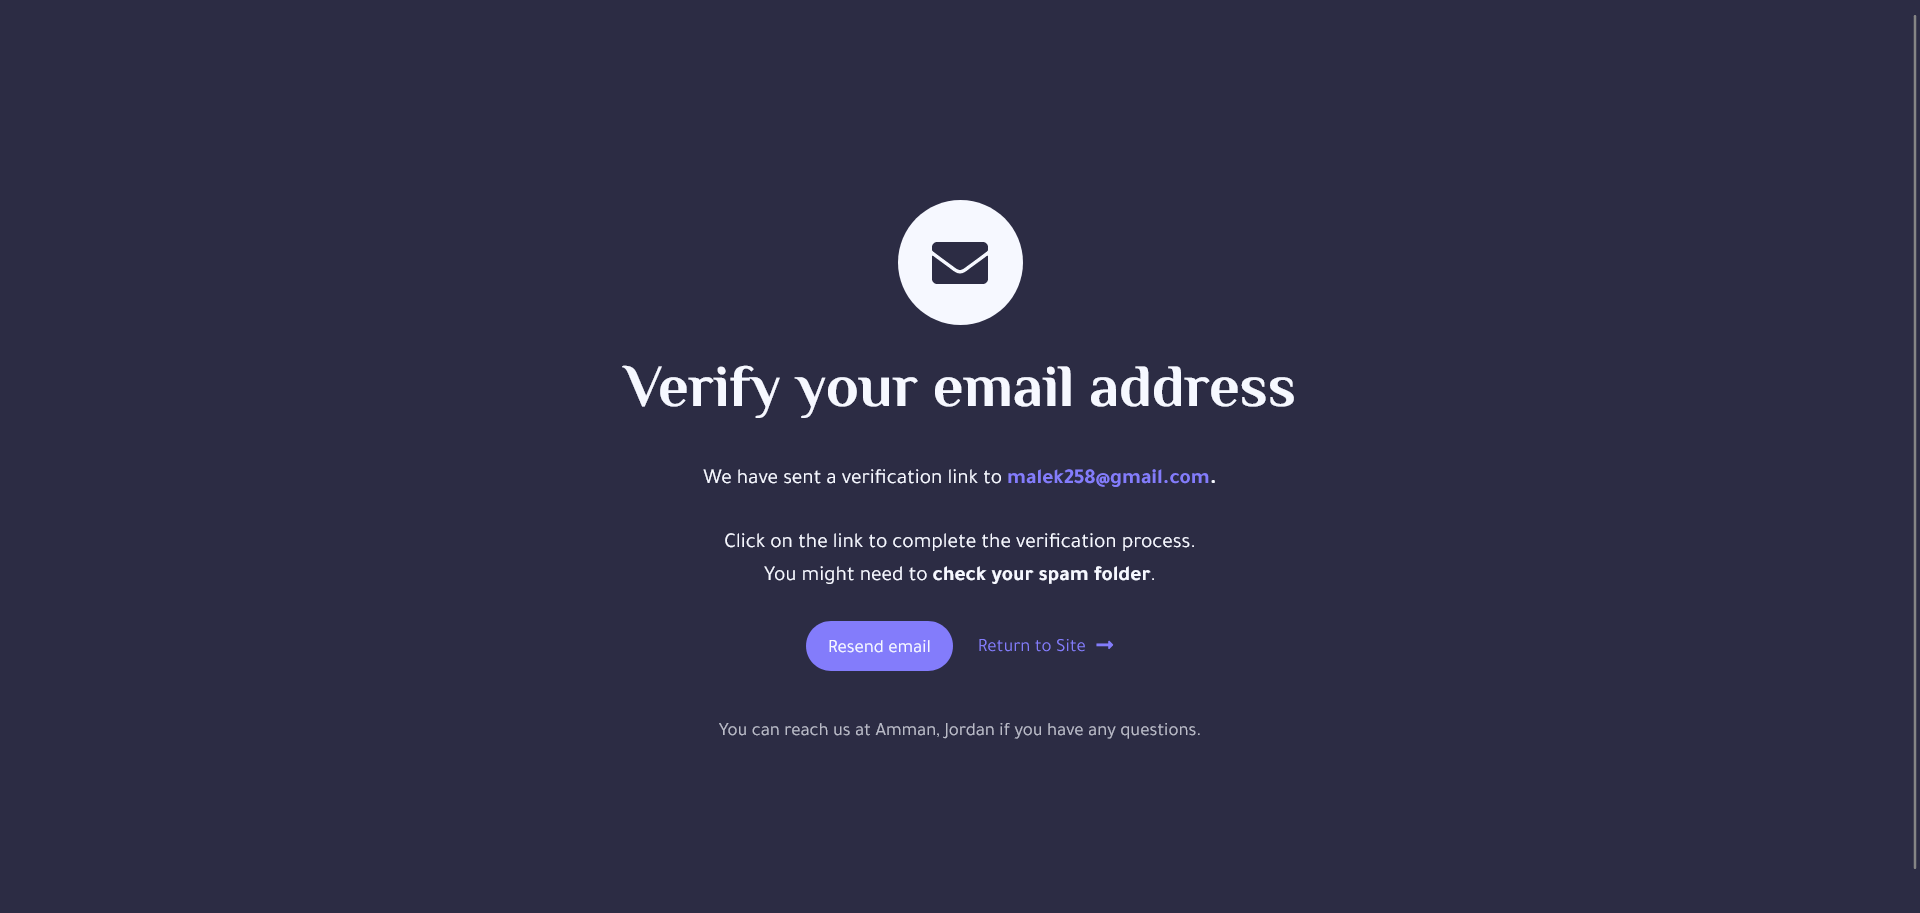 Verify your email address
We have sent a verification link to malek258@gmail.com.
Click on the link to complete the verification process.
You might need to check your spam folder.
Resend email
Return to Site
You can reach us at Amman, Jordan if you have any questions.